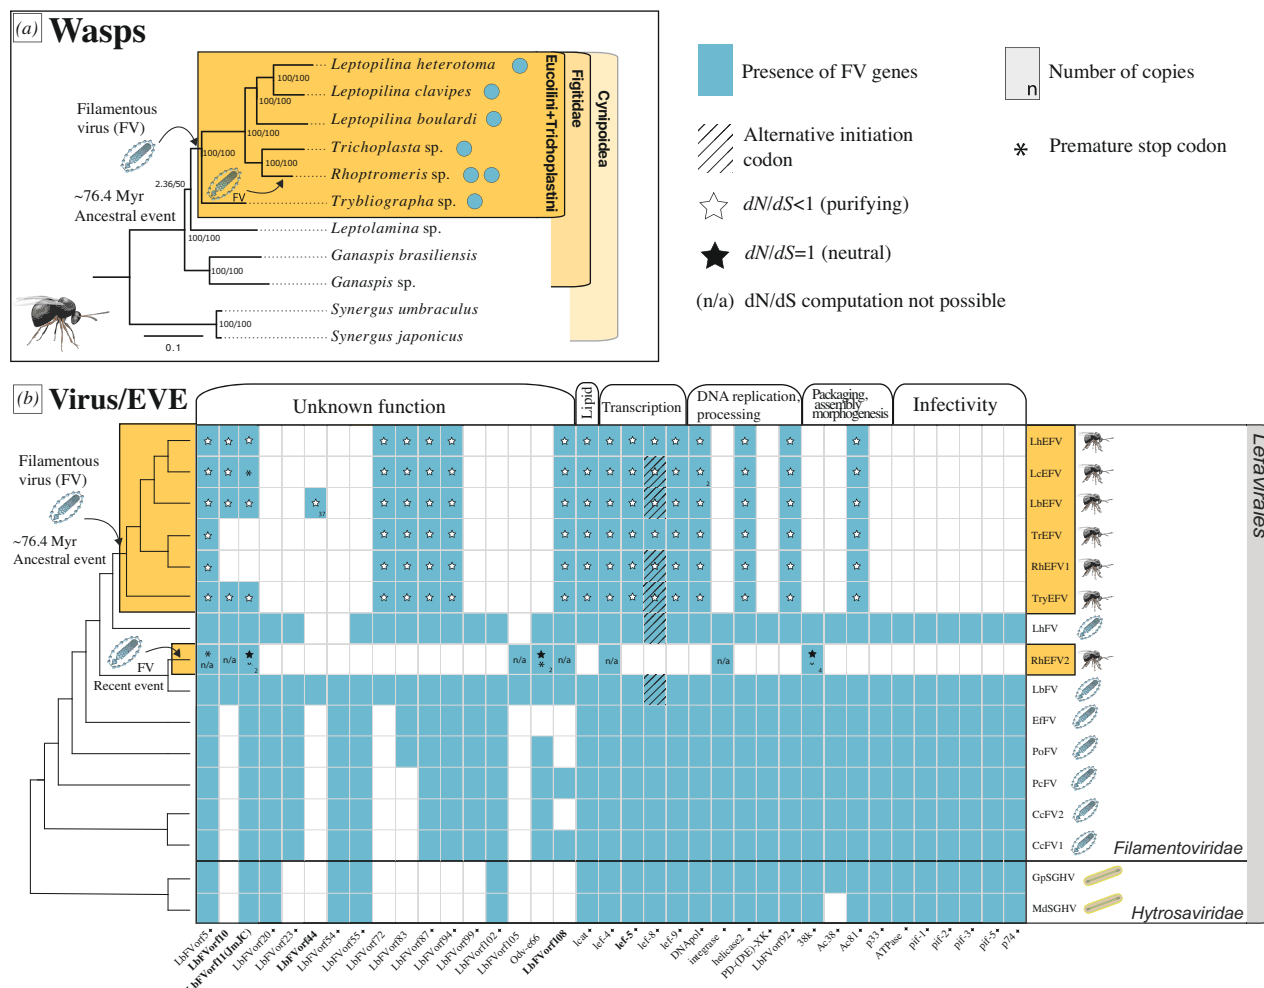 (a) Wasps
Leptopilina heterotoma
100/100
Leptopilina clavipes
100/100
Filamentous
virus (FV)
Leptopilina boulardi
100/100
Trichoplasta sp.
100/100
100/100
Rhoptromeris sp.
FV
2.36/50
Trybliographa sp.
~76.4 Myr
Ancestral event
Leptolamina sp.
100/100
Ganaspis brasiliensis
100/100
Ganaspis sp.
Synergus umbraculus
100/100
Synergus japonicus
0.1
Eucoilini+Trichoplastini
Figitidae
Cynipoidea
Presence of FV genes
n
Number of copies
Alternative initiation
codon
* Premature stop codon
dN/dS<1 (purifying)
dN/dS=1 (neutral)
(n/a) dN/dS computation not possible
(b) Virus/EVE
Unknown function
Lipid
Transcription
DNA replication,
processing
Packaging,
assembly
morphogenesis
Infectivity
Filamentous
virus (FV)
~76.4 Myr
Ancestral event
FV
Recent event
LhEFV
* 2
LcEFV
37
LbEFV
TrEFV
RhEFV1
TryEFV
LhFV
* n/a n/a 2 n/a * 2 n/a n/a n/a 4
RhEFV2
LbFV
EfFV
PoFV
PcFV
CcFV2
CcFV1
Filamentoviridae
GpSGHV
MdSGHV
Hytrosaviridae
Lefavirales
LbFVorf5
LbFVorf10
LbFVorf11(JmJC)
LbFVorf20
LbFVorf23
LbFVorf44
LbFVorf54
LbFVorf55
LbFVorf72
LbFVorf83
LbFVorf87
LbFVorf94
LbFVorf99
LbFVorf102
LbFVorf105
Odv-e66
LbFVorf108
lcat
lef-4
lef-5
lef-8
lef-9
DNApol
integrase
helicase2
PD-(D\E)-XK
LbFVorf92
38k
Ac38
Ac81
p33
ATPase
pif-1
pif-2
pif-3
pif-5
p74